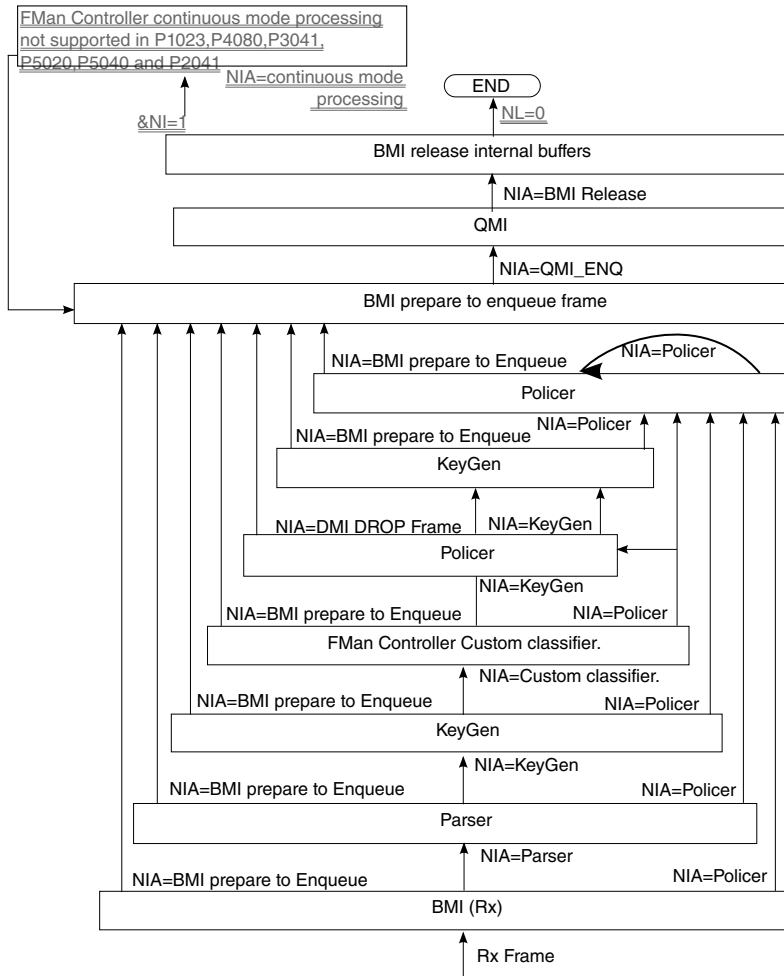 FMan Controller continuous mode processing
not supported in P1023,P4080,P3041,
P5020,P5040 and P2041
NIA=continuous mode
processing
END
&NI=1
NL=0
BMI release internal buffers
NIA=BMI Release
QMI
NIA=QMI_ENQ
BMI prepare to enqueue frame
NIA=Policer
NIA=BMI prepare to Enqueue
Policer
NIA=Policer
NIA=BMI prepare to Enqueue
KeyGen
NIA=DMI DROP Frame
NIA=KeyGen
Policer
NIA=KeyGen
NIA=BMI prepare to Enqueue
NIA=Policer
FMan Controller Custom classifier.
NIA=Custom classifier.
NIA=BMI prepare to Enqueue
NIA=Policer
KeyGen
NIA=KeyGen
NIA=BMI prepare to Enqueue
NIA=Policer
Parser
NIA=Parser
NIA=BMI prepare to Enqueue
NIA=Policer
BMI (Rx)
Rx Frame